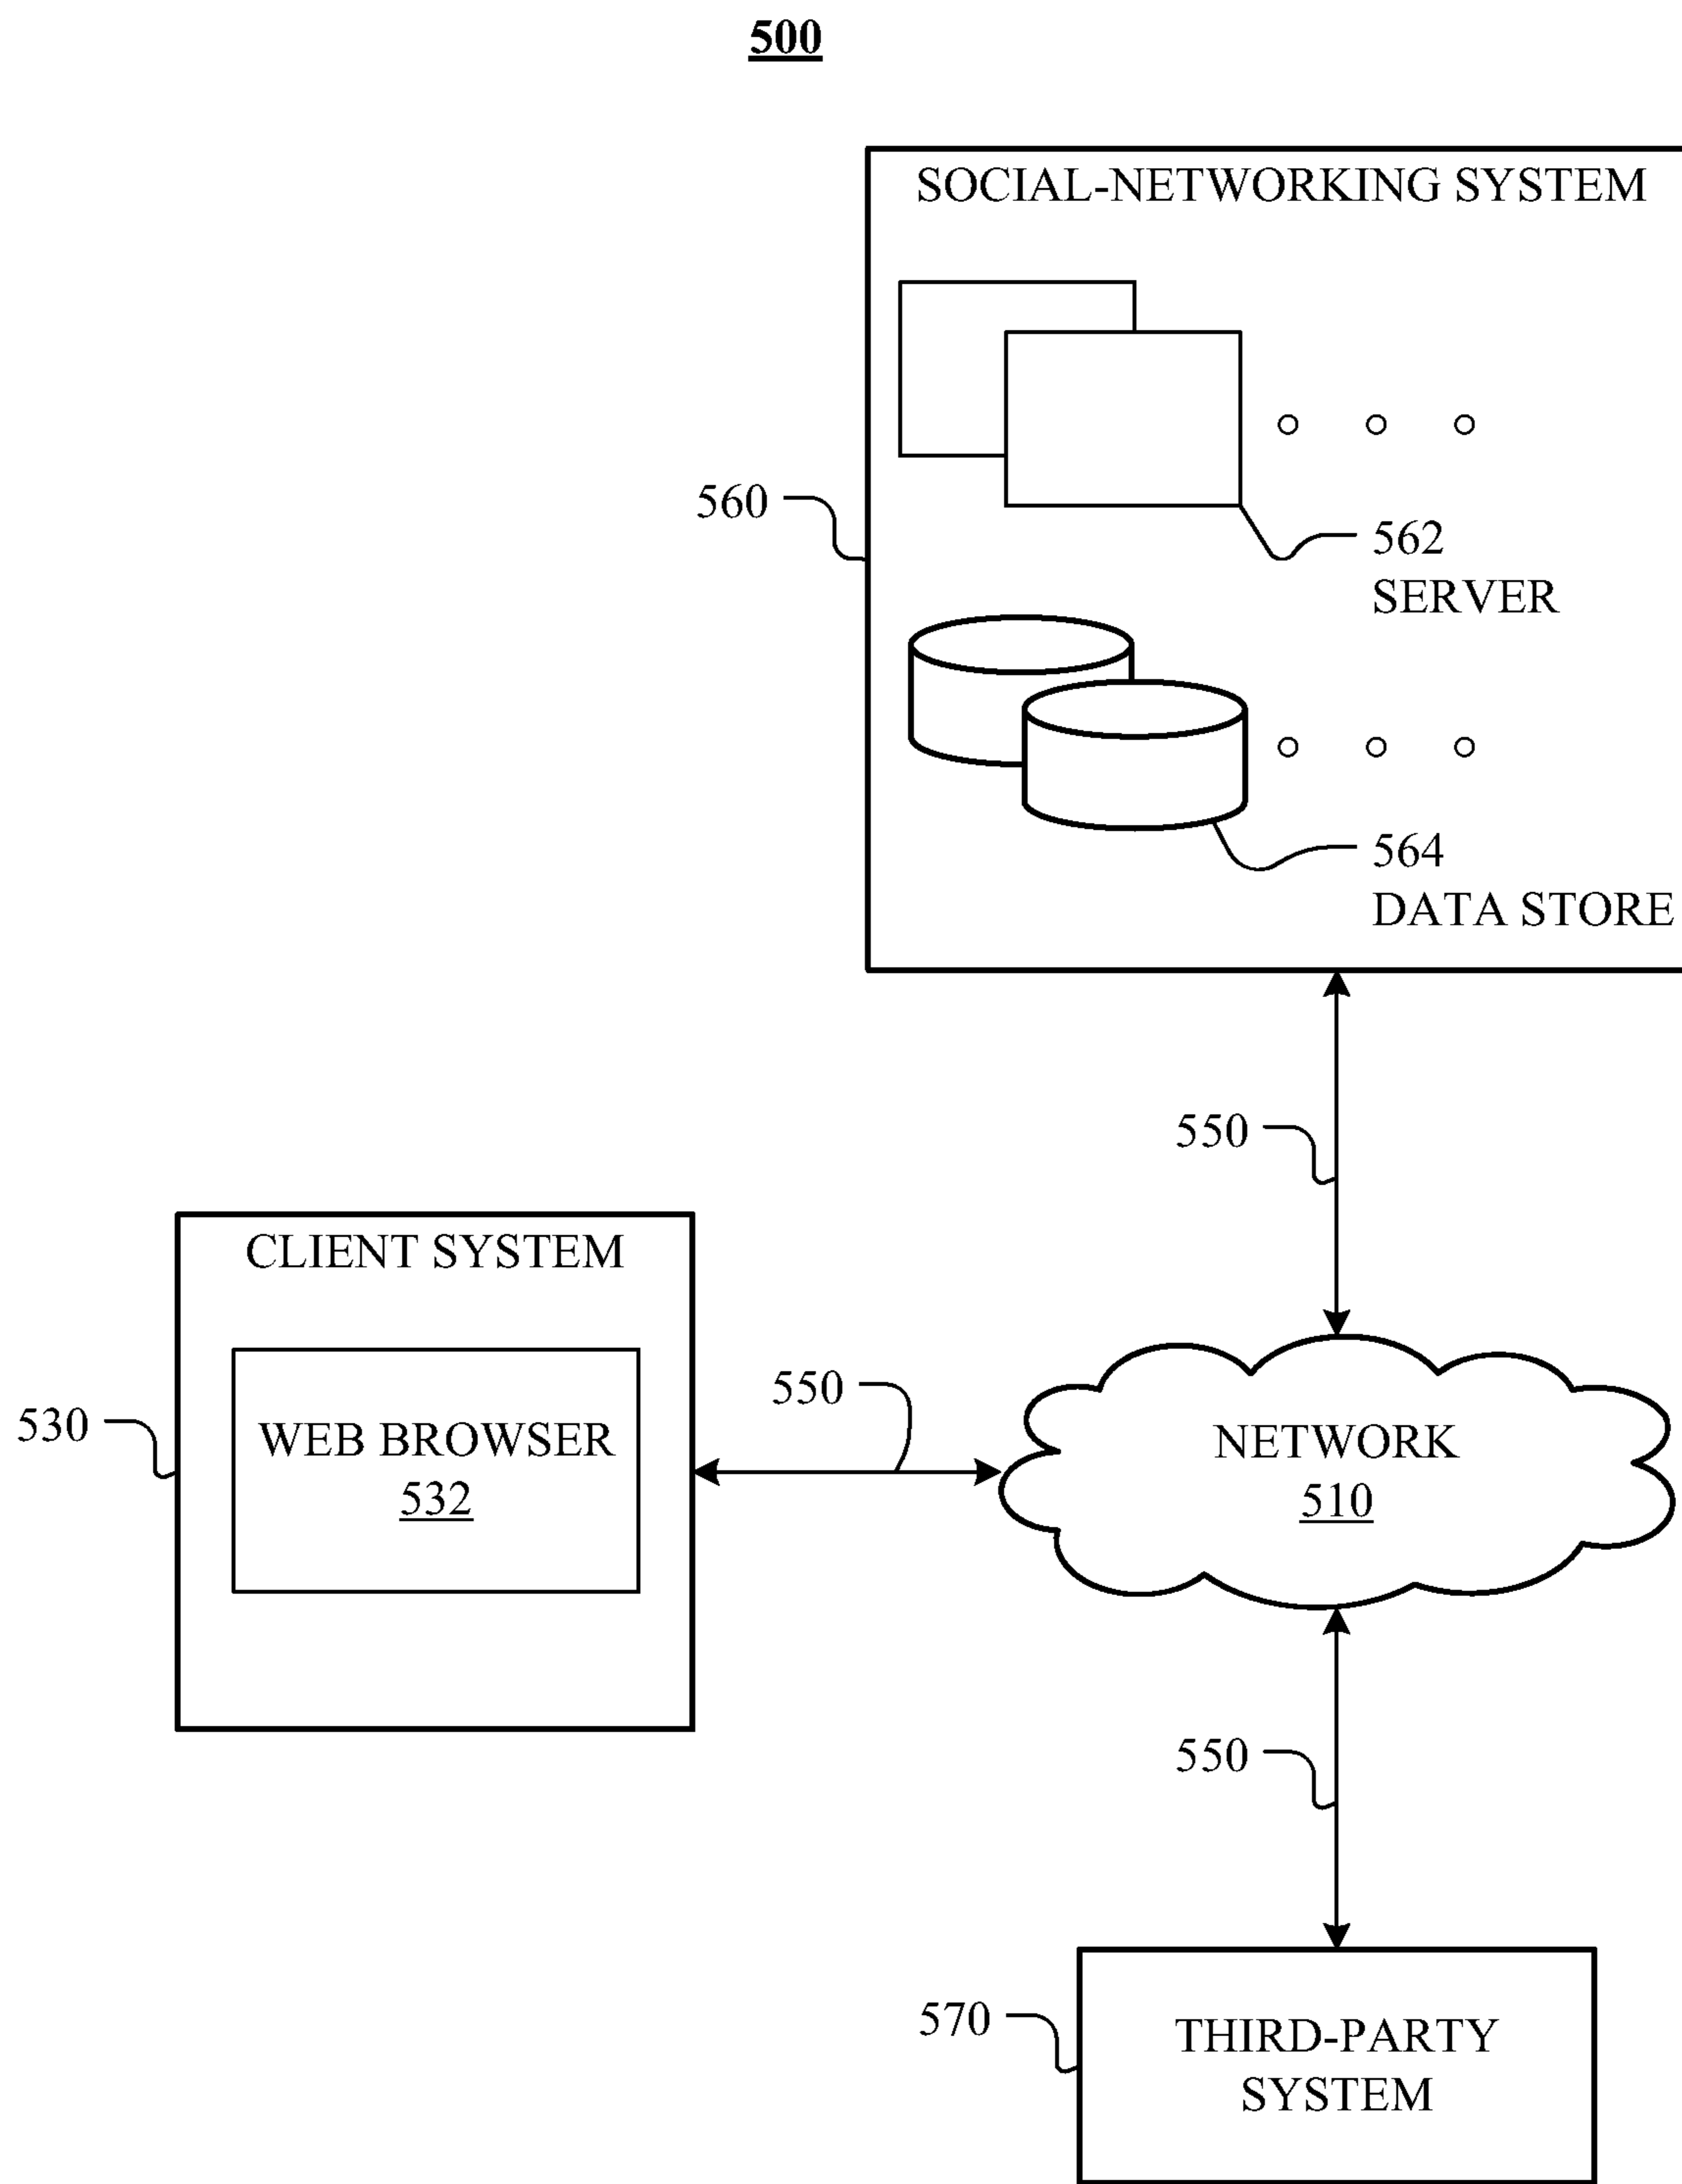 500
SOCIAL-NETWORKING SYSTEM
560
562
SERVER
564
DATA STORE
550
CLIENT SYSTEM
530
WEB BROWSER
532
550
NETWORK
510
550
570
THIRD-PARTY
SYSTEM